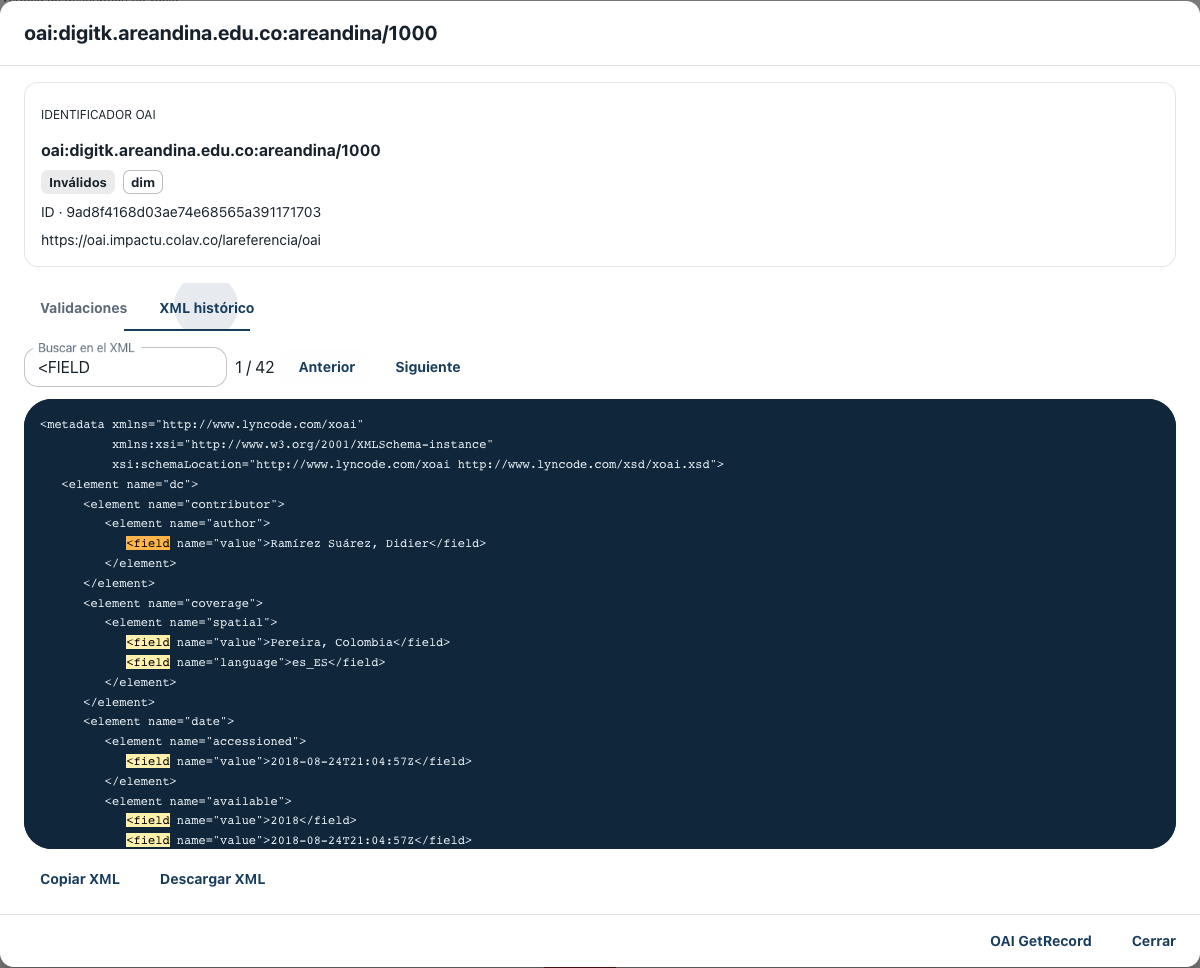 oai:digitk.areandina.edu.co:areandina/1000
IDENTIFICADOR OAI
oai:digitk.areandina.edu.co:areandina/1000
Inválidos dim
ID · 9ad8f4168d03ae74e68565a391171703
https://oai.impactu.colav.co/lareferencia/oai
Validaciones XML histórico
Buscar en el XML
<FIELD 1 / 42 Anterior Siguiente
<metadata xmlns="http://www.lyncode.com/xoai"
xmlns:xsi="http://www.w3.org/2001/XMLSchema-instance"
xsi:schemaLocation="http://www.lyncode.com/xoai http://www.lyncode.com/xsd/xoai.xsd">
<element name="dc">
<element name="contributor">
<element name="author">
<field name="value">Ramírez Suárez, Didier</field>
</element>
</element>
<element name="coverage">
<element name="spatial">
<field name="value">Pereira, Colombia</field>
<field name="language">es_ES</field>
</element>
</element>
<element name="date">
<element name="accessioned">
<field name="value">2018-08-24T21:04:57Z</field>
</element>
<element name="available">
<field name="value">2018</field>
<field name="value">2018-08-24T21:04:57Z</field>
Copiar XML Descargar XML
OAI GetRecord Cerrar